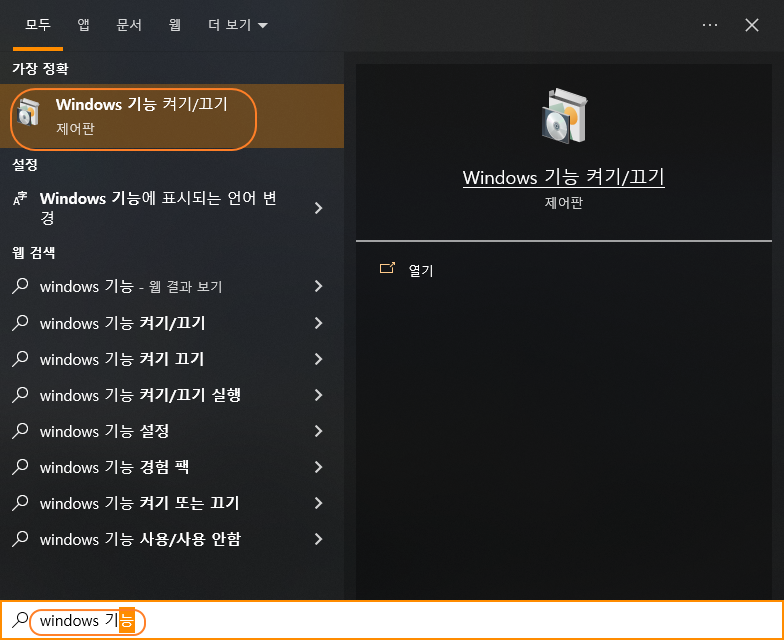 모두 앱 문서 웹 더 보기
가장 정확
Windows 기능 켜기/끄기
제어판
설정
Windows 기능에 표시되는 언어 변
경
웹 검색
windows 기능 - 웹 결과 보기
windows 기능 켜기/끄기
windows 기능 켜기 끄기
windows 기능 켜기/끄기 실행
windows 기능 설정
windows 기능 경험 팩
windows 기능 켜기 또는 끄기
windows 기능 사용/사용 안함
Windows 기능 켜기/끄기
제어판
열기
windows 기능